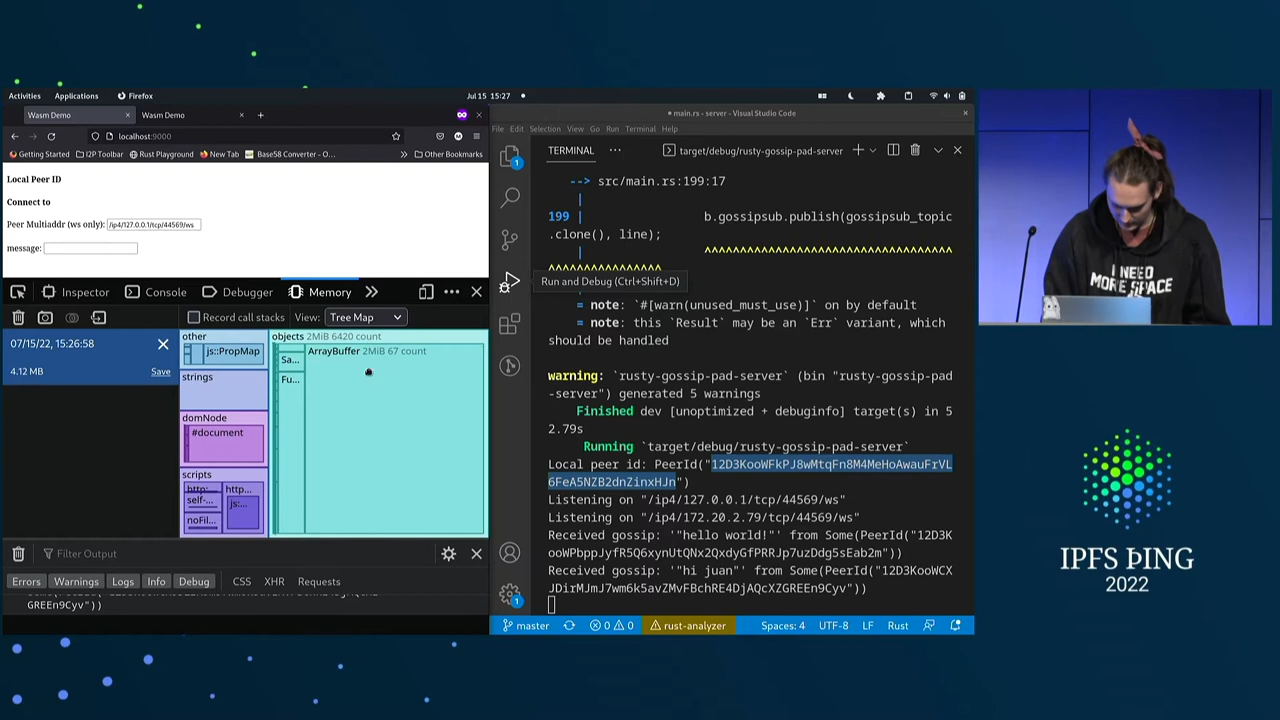 Activities Applications Firefox Jul 15 15:27
Wasm Demo × Wasm Demo × +
localhost:9000
Getting Started I2P Toolbar Rust Playground New Tab Base58 Converter - O... Other Bookmarks
Local Peer ID
Connect to
Peer Multiaddr (ws only): /ip4/127.0.0.1/tcp/44569/ws
message:
Inspector Console Debugger Memory
Record call stacks View: Tree Map
07/15/22, 15:26:58
4.12 MB Save
other
js::PropMap
strings
domNode
#document
scripts
http: http...
self-... js:...
noFil...
objects 2MiB 6420 count
Sa... ArrayBuffer 2MiB 67 count
Fu...
Filter Output
Errors Warnings Logs Info Debug CSS XHR Requests
GREEn9Cyv"))
main.rs - server - Visual Studio Code
File Edit Selection View Go Run Terminal Help
TERMINAL ... target/debug/rusty-gossip-pad-server
--> src/main.rs:199:17
|
199 | b.gossipsub.publish(gossipsub_topic
.clone(), line);
| ^^^^^^^^^^^^^^^^^^^^^^^^^^^^^^^
^^^^^^^^^^^^^^^^
Run and Debug (Ctrl+Shift+D)
= note: `#[warn(unused_must_use)]` on by default
= note: this `Result` may be an `Err` variant, which
should be handled
warning: `rusty-gossip-pad-server` (bin "rusty-gossip-pad
-server") generated 5 warnings
Finished dev [unoptimized + debuginfo] target(s) in 5
2.79s
Running `target/debug/rusty-gossip-pad-server`
Local peer id: PeerId("12D3KooWFkPJ8wMtqFn8M4MeHoAwauFrVL
6FeA5NZB2dnZinxHJn")
Listening on "/ip4/127.0.0.1/tcp/44569/ws"
Listening on "/ip4/172.20.2.79/tcp/44569/ws"
Received gossip: '"hello world!"' from Some(PeerId("12D3K
ooWPbppJyfR5Q6xynUtQNx2QxdyGfPRRJp7uzDdg5sEab2m"))
Received gossip: '"hi juan"' from Some(PeerId("12D3KooWCX
JDirMJmJ7wm6k5avZMvFBchRE4DjAQcXZGREEn9Cyv"))
1
1
master 0 0 rust-analyzer Spaces: 4 UTF-8 LF Rust
I NEED
MORE SPACE
IPFS ÞING
2022